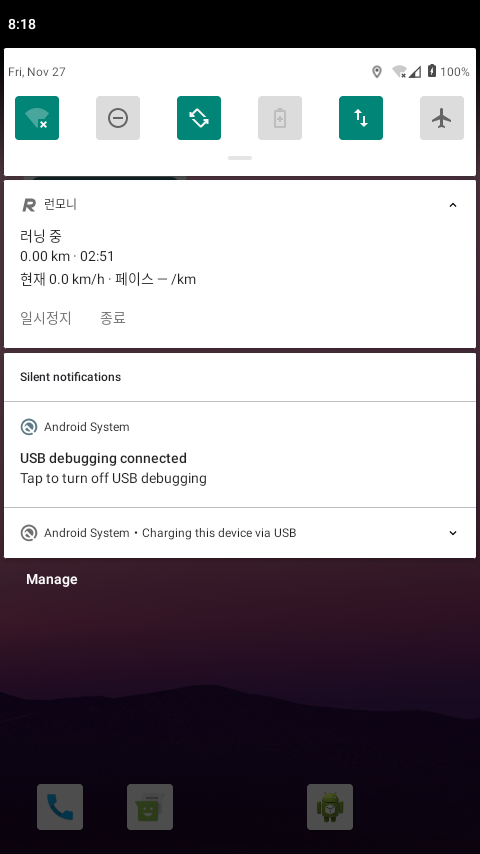 8:18
Fri, Nov 27
100%
런모니
러닝 중
0.00 km · 02:51
현재 0.0 km/h · 페이스 — /km
일시정지 종료
Silent notifications
Android System
USB debugging connected
Tap to turn off USB debugging
Android System • Charging this device via USB
Manage